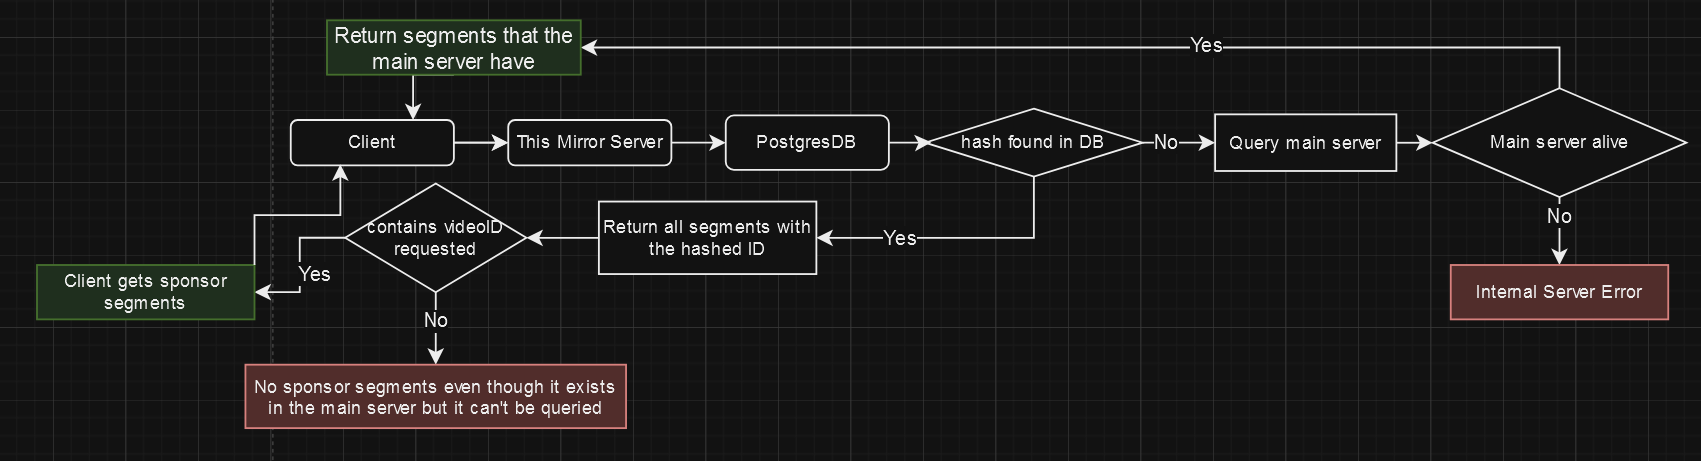 Return segments that the
main server have
Yes
Client
This Mirror Server
PostgresDB
hash found in DB
No
Query main server
Main server alive
contains videoID
requested
Return all segments with
the hashed ID
Yes
No
Client gets sponsor
segments
Yes
Internal Server Error
No
No sponsor segments even though it exists
in the main server but it can't be queried